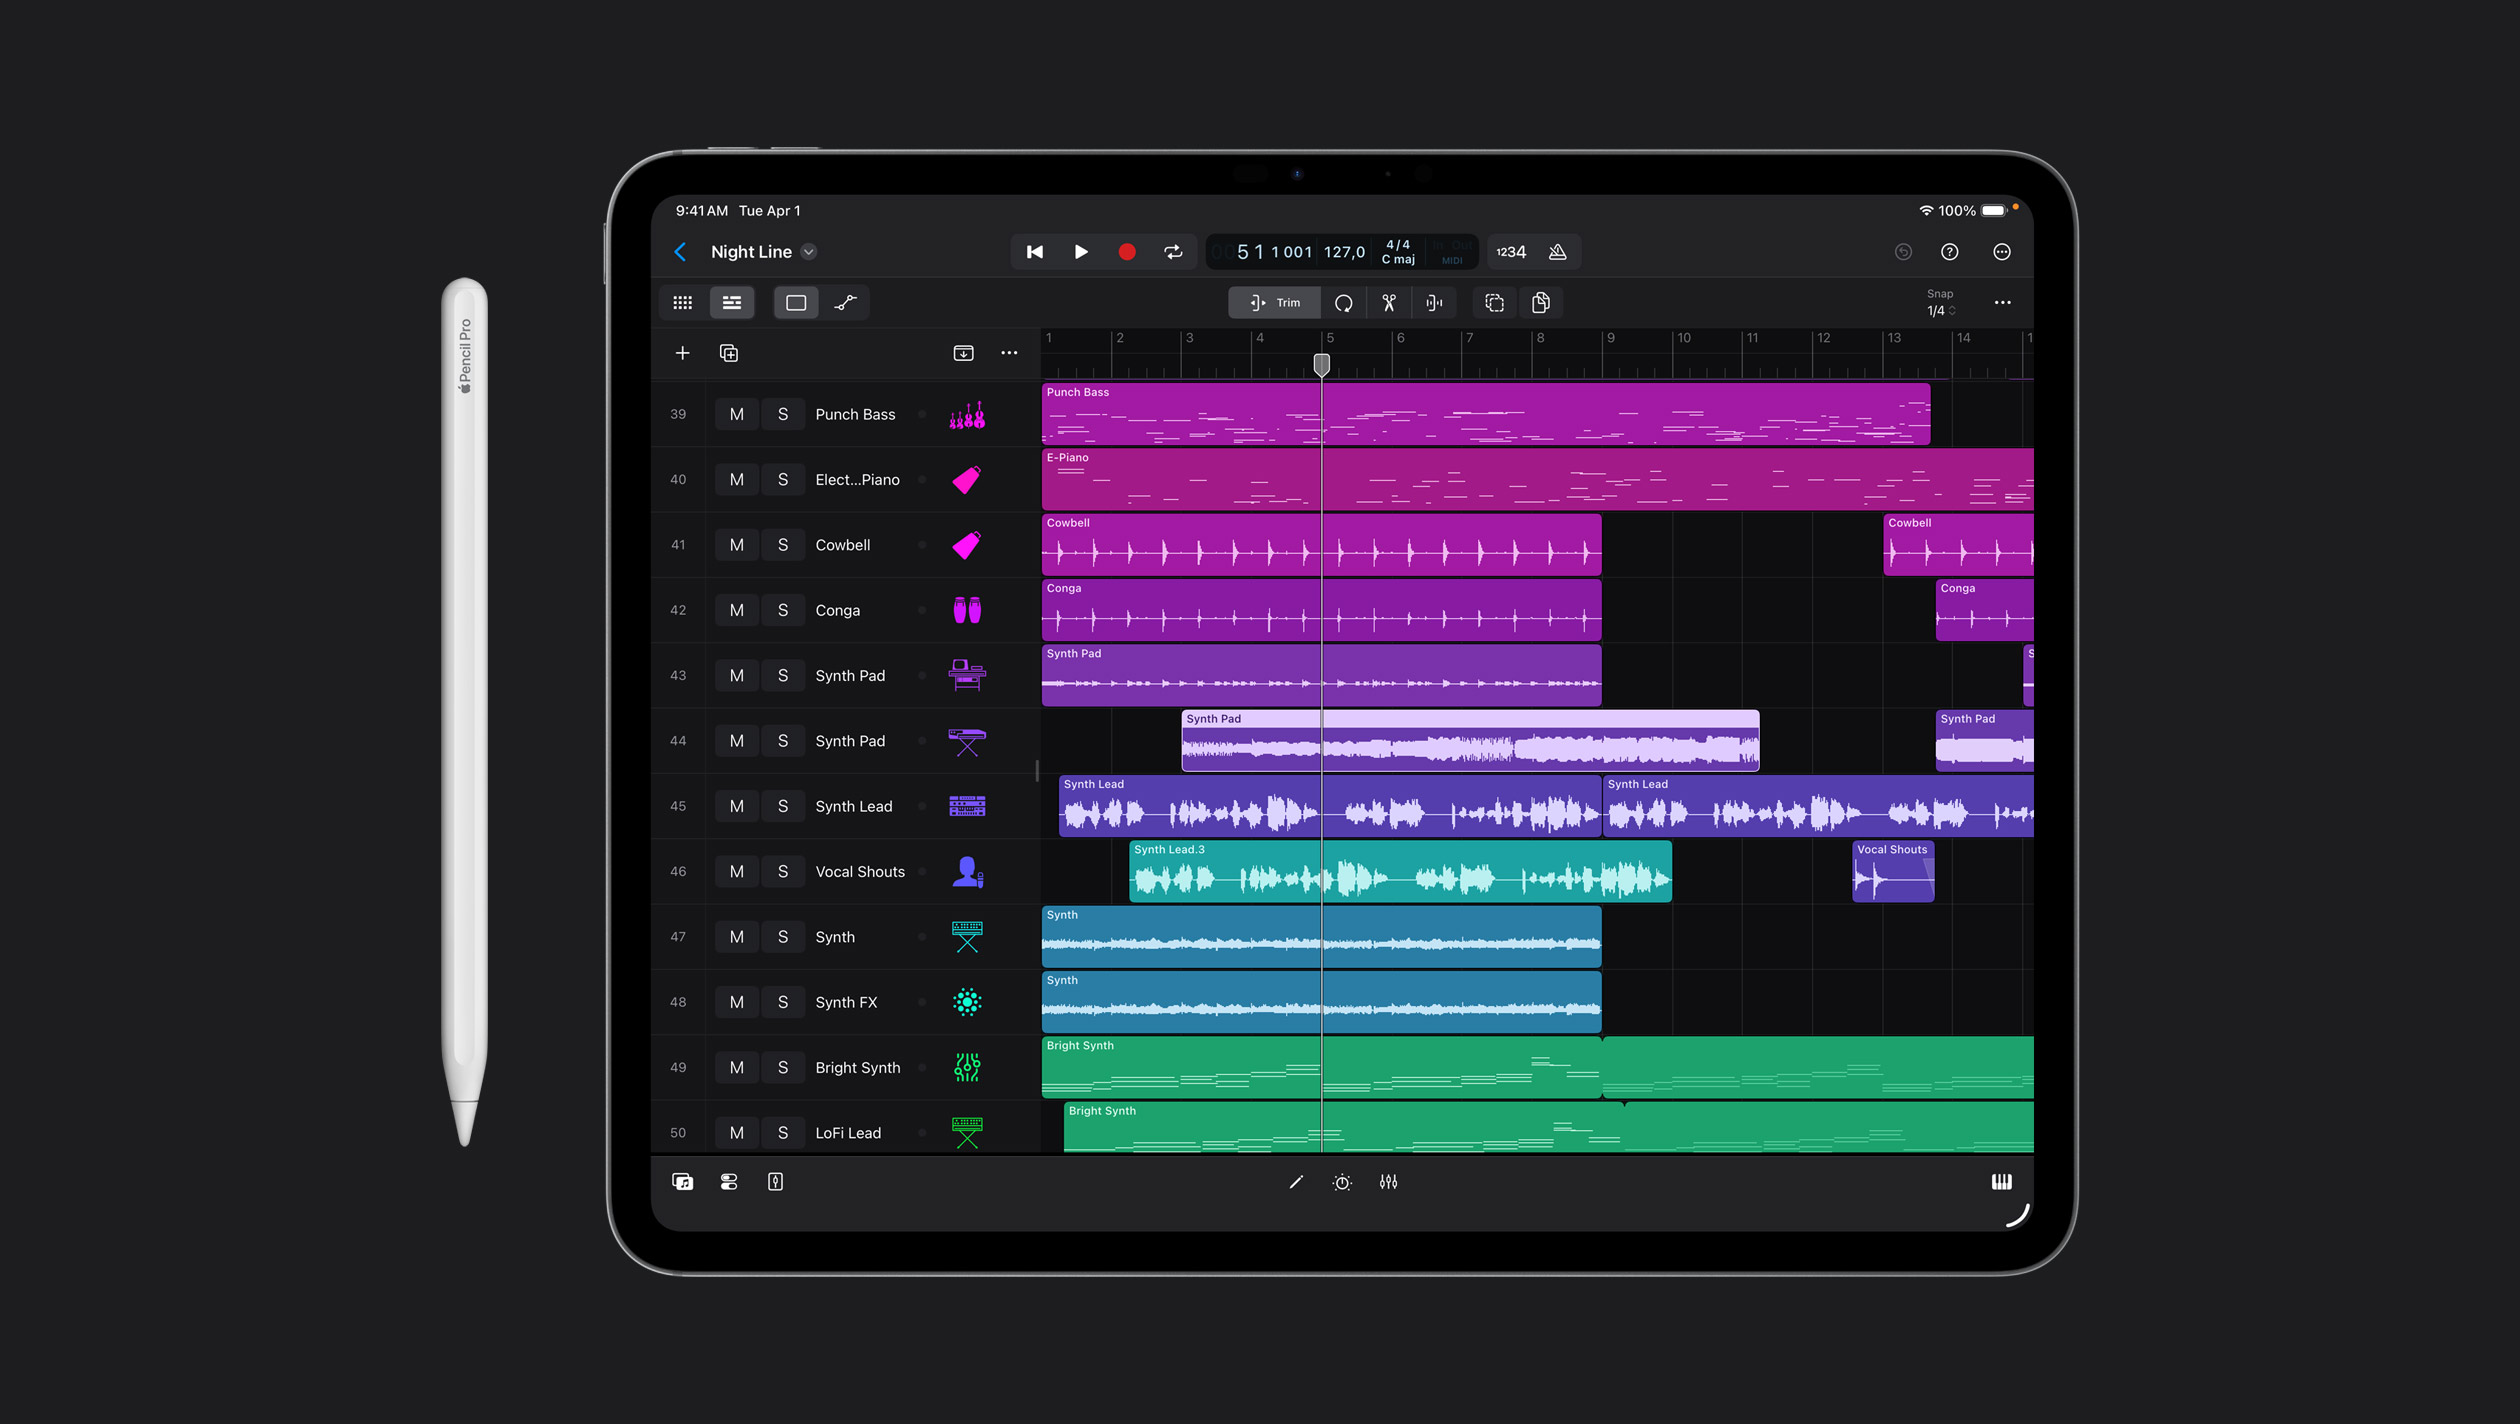 Pencil Pro
9:41 AM Tue Apr 1
100%
Night Line
5 1 1 001
127,0
4/4
C maj
In Out
MIDI
1234
Trim
Snap
1/4
1 2 3 4 5 6 7 8 9 10 11 12 13 14
39 M S Punch Bass
Punch Bass
40 M S Elect...Piano
E-Piano
41 M S Cowbell
Cowbell
Cowbell
42 M S Conga
Conga
Conga
43 M S Synth Pad
Synth Pad
S
44 M S Synth Pad
Synth Pad
Synth Pad
45 M S Synth Lead
Synth Lead
Synth Lead
46 M S Vocal Shouts
Synth Lead.3
Vocal Shouts
47 M S Synth
Synth
48 M S Synth FX
Synth
49 M S Bright Synth
Bright Synth
50 M S LoFi Lead
Bright Synth